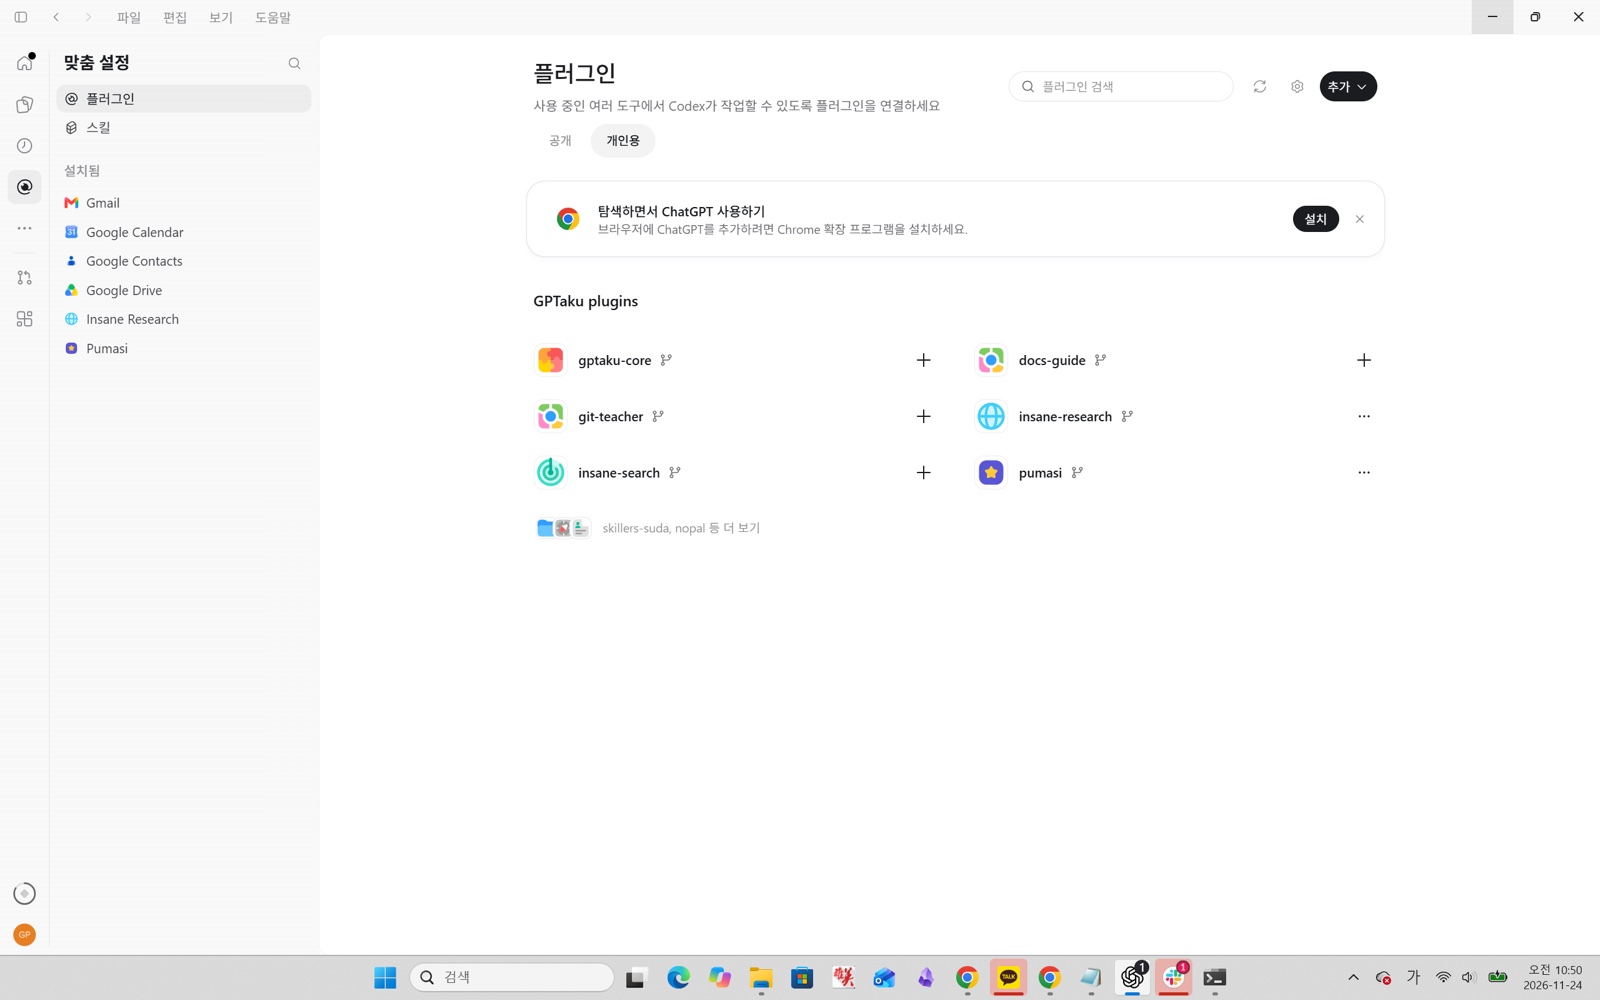 파일 편집 보기 도움말
맞춤 설정
플러그인
스킬
설치됨
Gmail
31
Google Calendar
Google Contacts
Google Drive
Insane Research
Pumasi
GP
플러그인
사용 중인 여러 도구에서 Codex가 작업할 수 있도록 플러그인을 연결하세요
플러그인 검색
추가
공개 개인용
탐색하면서 ChatGPT 사용하기
브라우저에 ChatGPT를 추가하려면 Chrome 확장 프로그램을 설치하세요.
설치
GPTaku plugins
gptaku-core docs-guide
git-teacher insane-research
insane-search pumasi
skillers-suda, nopal 등 더 보기
검색
TALK
1
1
가
오전 10:50
2026-11-24